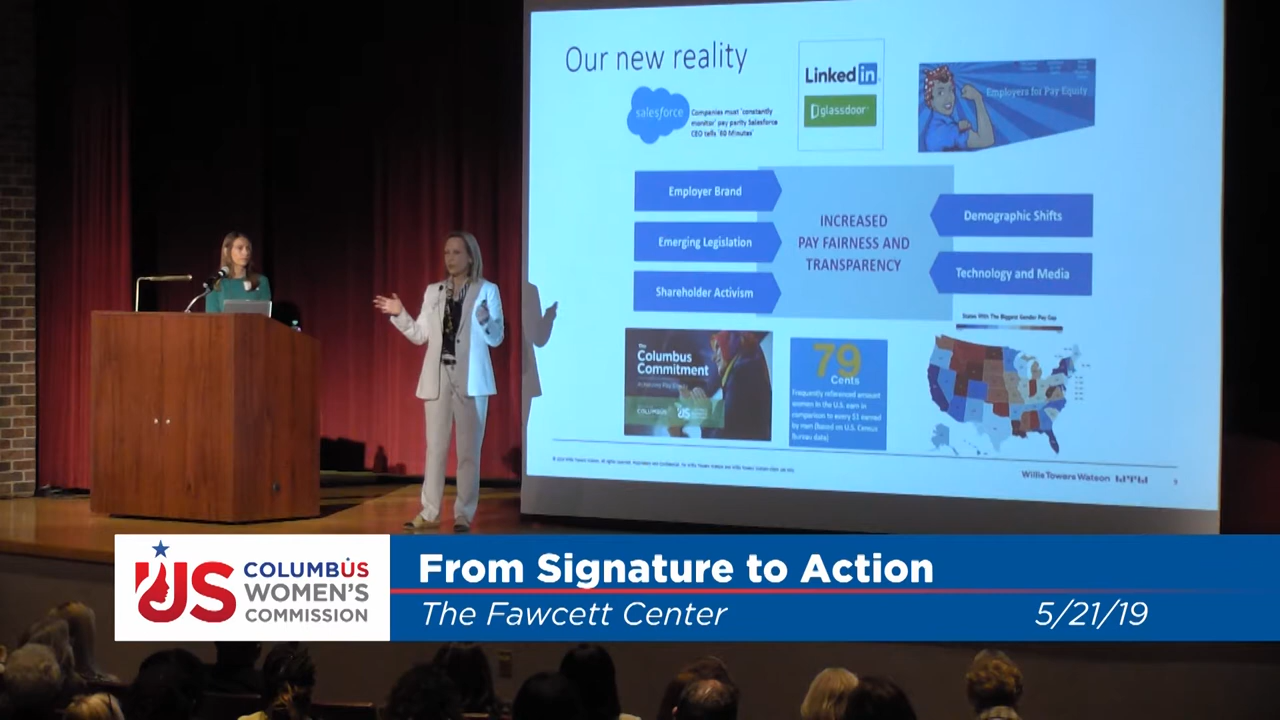 Our new reality
salesforce
Companies must "constantly
monitor" pay parity Salesforce
CEO tells '60 Minutes'
Linked in
glassdoor
Employers for Pay Equity
Employer Brand
Emerging Legislation
Shareholder Activism
INCREASED
PAY FAIRNESS AND
TRANSPARENCY
Demographic Shifts
Technology and Media
The
Columbus
Commitment
COLUMBUS
79
Cents
Frequently referenced amount
women in the U.S. earn in
comparison to every $1 earned
by men (based on U.S. Census
Bureau data)
States With The Biggest Gender Pay Gap
Willis Towers Watson
US
COLUMBUS
WOMEN'S
COMMISSION
From Signature to Action
The Fawcett Center
5/21/19